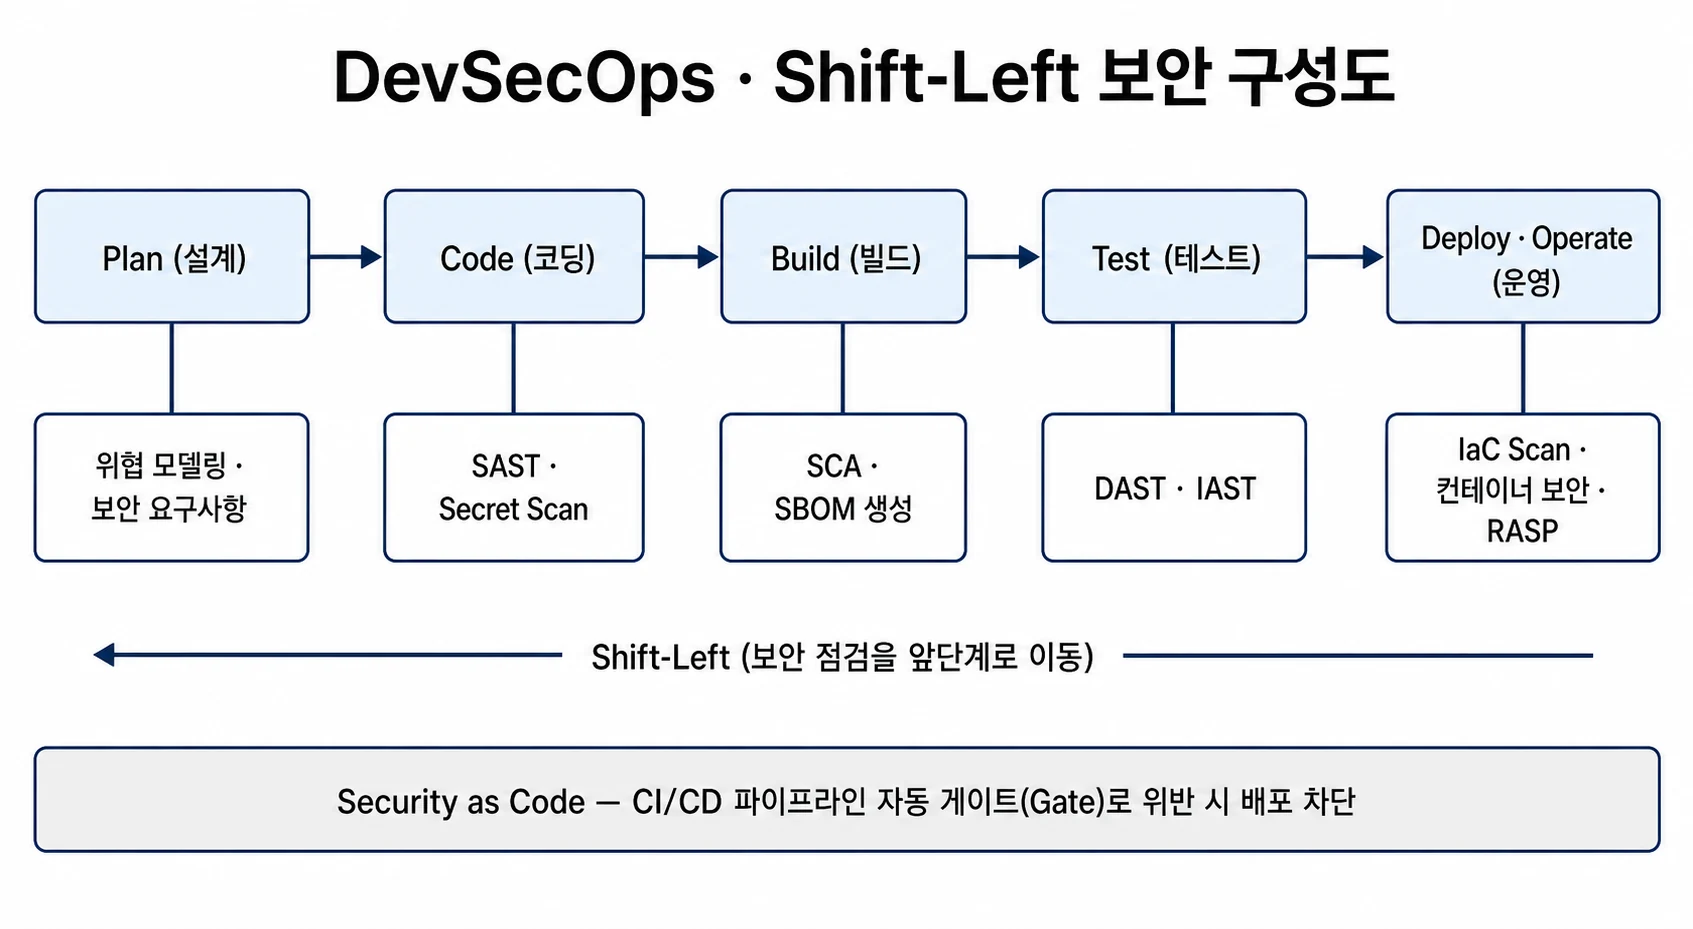 DevSecOps · Shift-Left 보안 구성도
Plan (설계)
Code (코딩)
Build (빌드)
Test (테스트)
Deploy · Operate
(운영)
위협 모델링 ·
보안 요구사항
SAST ·
Secret Scan
SCA ·
SBOM 생성
DAST · IAST
IaC Scan ·
컨테이너 보안 ·
RASP
Shift-Left (보안 점검을 앞단계로 이동)
Security as Code — CI/CD 파이프라인 자동 게이트(Gate)로 위반 시 배포 차단